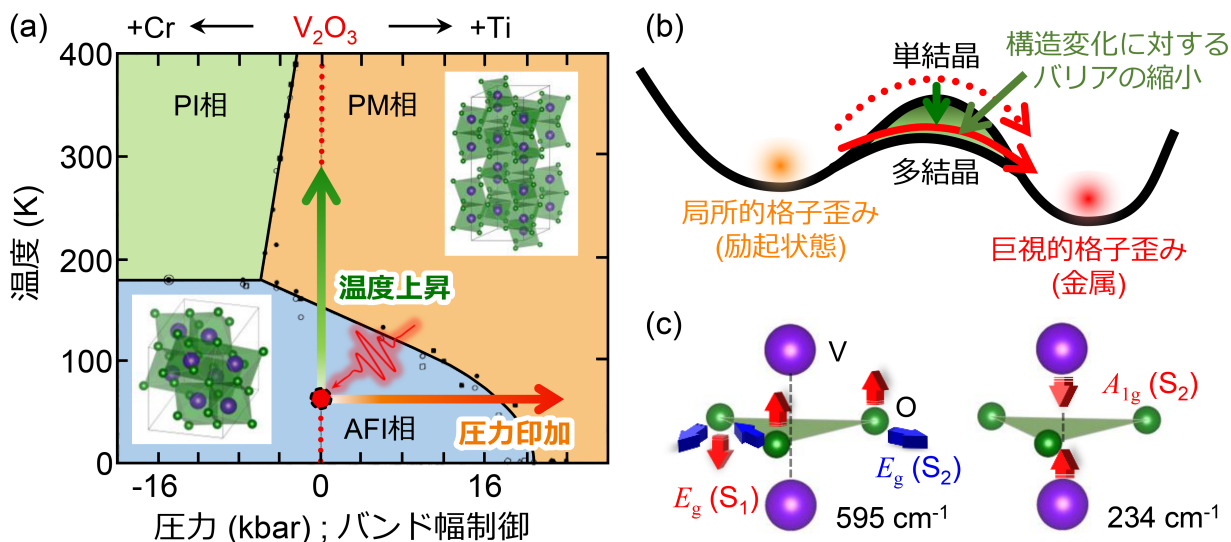 (a)
+Cr ← V₂O₃ → +Ti
400
300
200
100
0
温度 (K)
PI相
PM相
温度上昇
AFI相
圧力印加
-16
0
16
圧力 (kbar) ; バンド幅制御
(b)
単結晶
構造変化に対する
バリアの縮小
多結晶
局所的格子歪み
(励起状態)
巨視的格子歪み
(金属)
(c)
V
O
Eg (S₁)
Eg (S₂)
595 cm⁻¹
A1g (S₂)
234 cm⁻¹